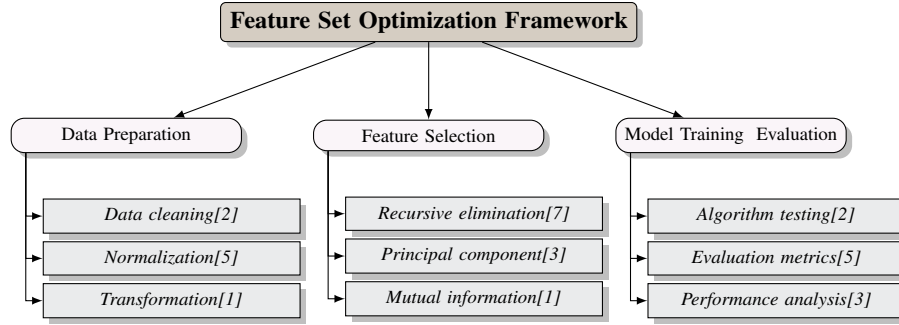 Feature Set Optimization Framework
Data Preparation
Feature Selection
Model Training Evaluation
Data cleaning[2]
Normalization[5]
Transformation[1]
Recursive elimination[7]
Principal component[3]
Mutual information[1]
Algorithm testing[2]
Evaluation metrics[5]
Performance analysis[3]